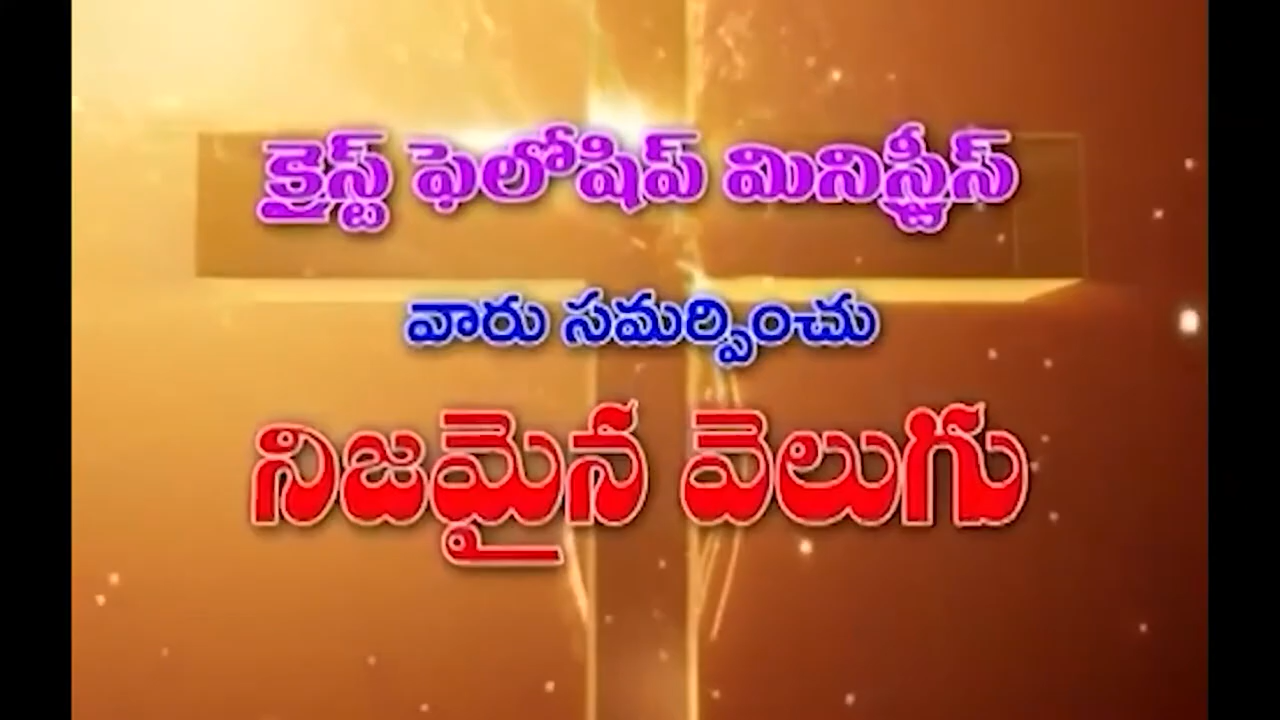 క్రైస్ట్ ఫెలోషిప్ మినిస్ట్రీస్
వారు సమర్పించు
నిజమైన వెలుగు